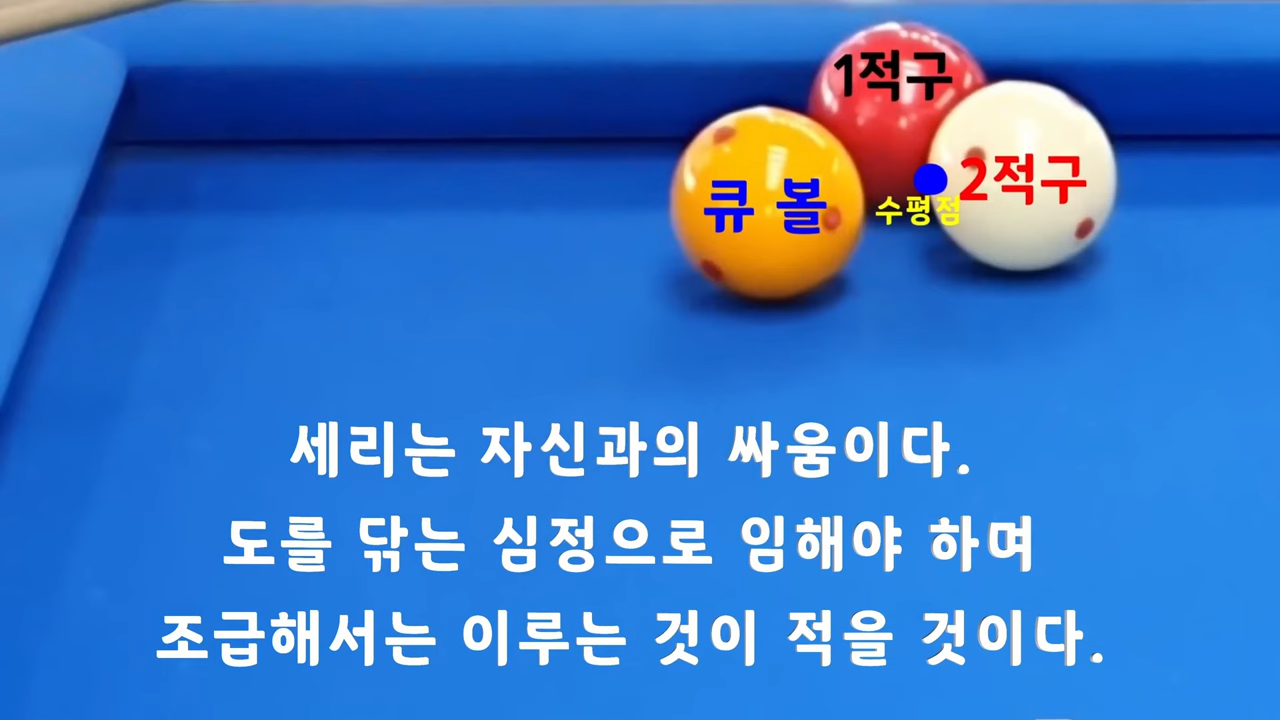 1적구
2적구
큐 볼
수평점
세리는 자신과의 싸움이다.
도를 닦는 심정으로 임해야 하며
조급해서는 이루는 것이 적을 것이다.